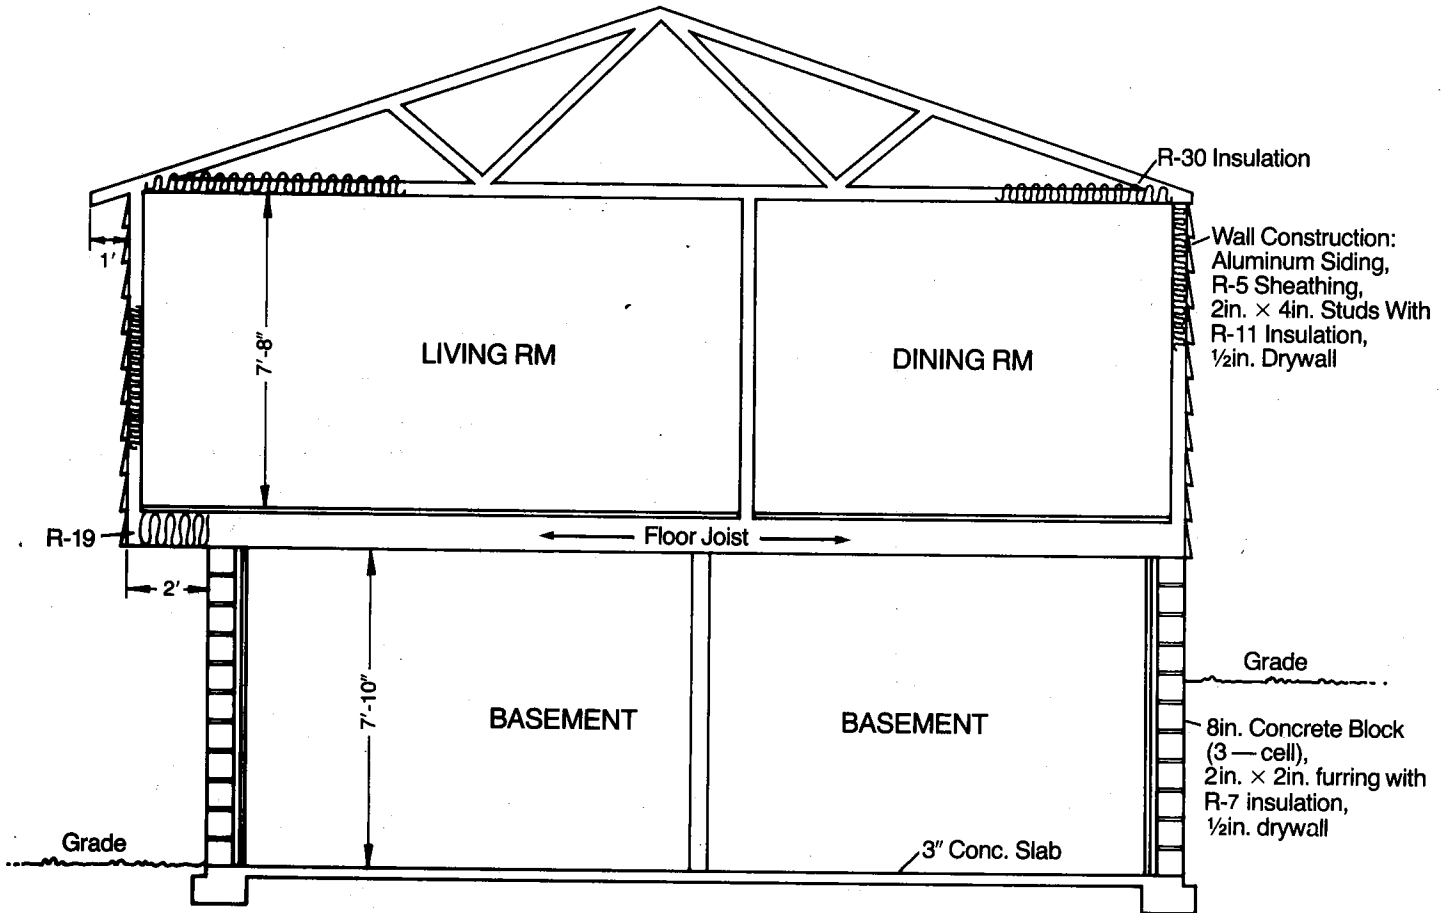 R-30 Insulation
1'
Wall Construction:
Aluminum Siding,
R-5 Sheathing,
2in. × 4in. Studs With
R-11 Insulation,
½in. Drywall
7'-8"
LIVING RM
DINING RM
R-19
Floor Joist
2'
Grade
7'-10"
BASEMENT
BASEMENT
8in. Concrete Block
(3 — cell),
2in. × 2in. furring with
R-7 insulation,
½in. drywall
Grade
3" Conc. Slab